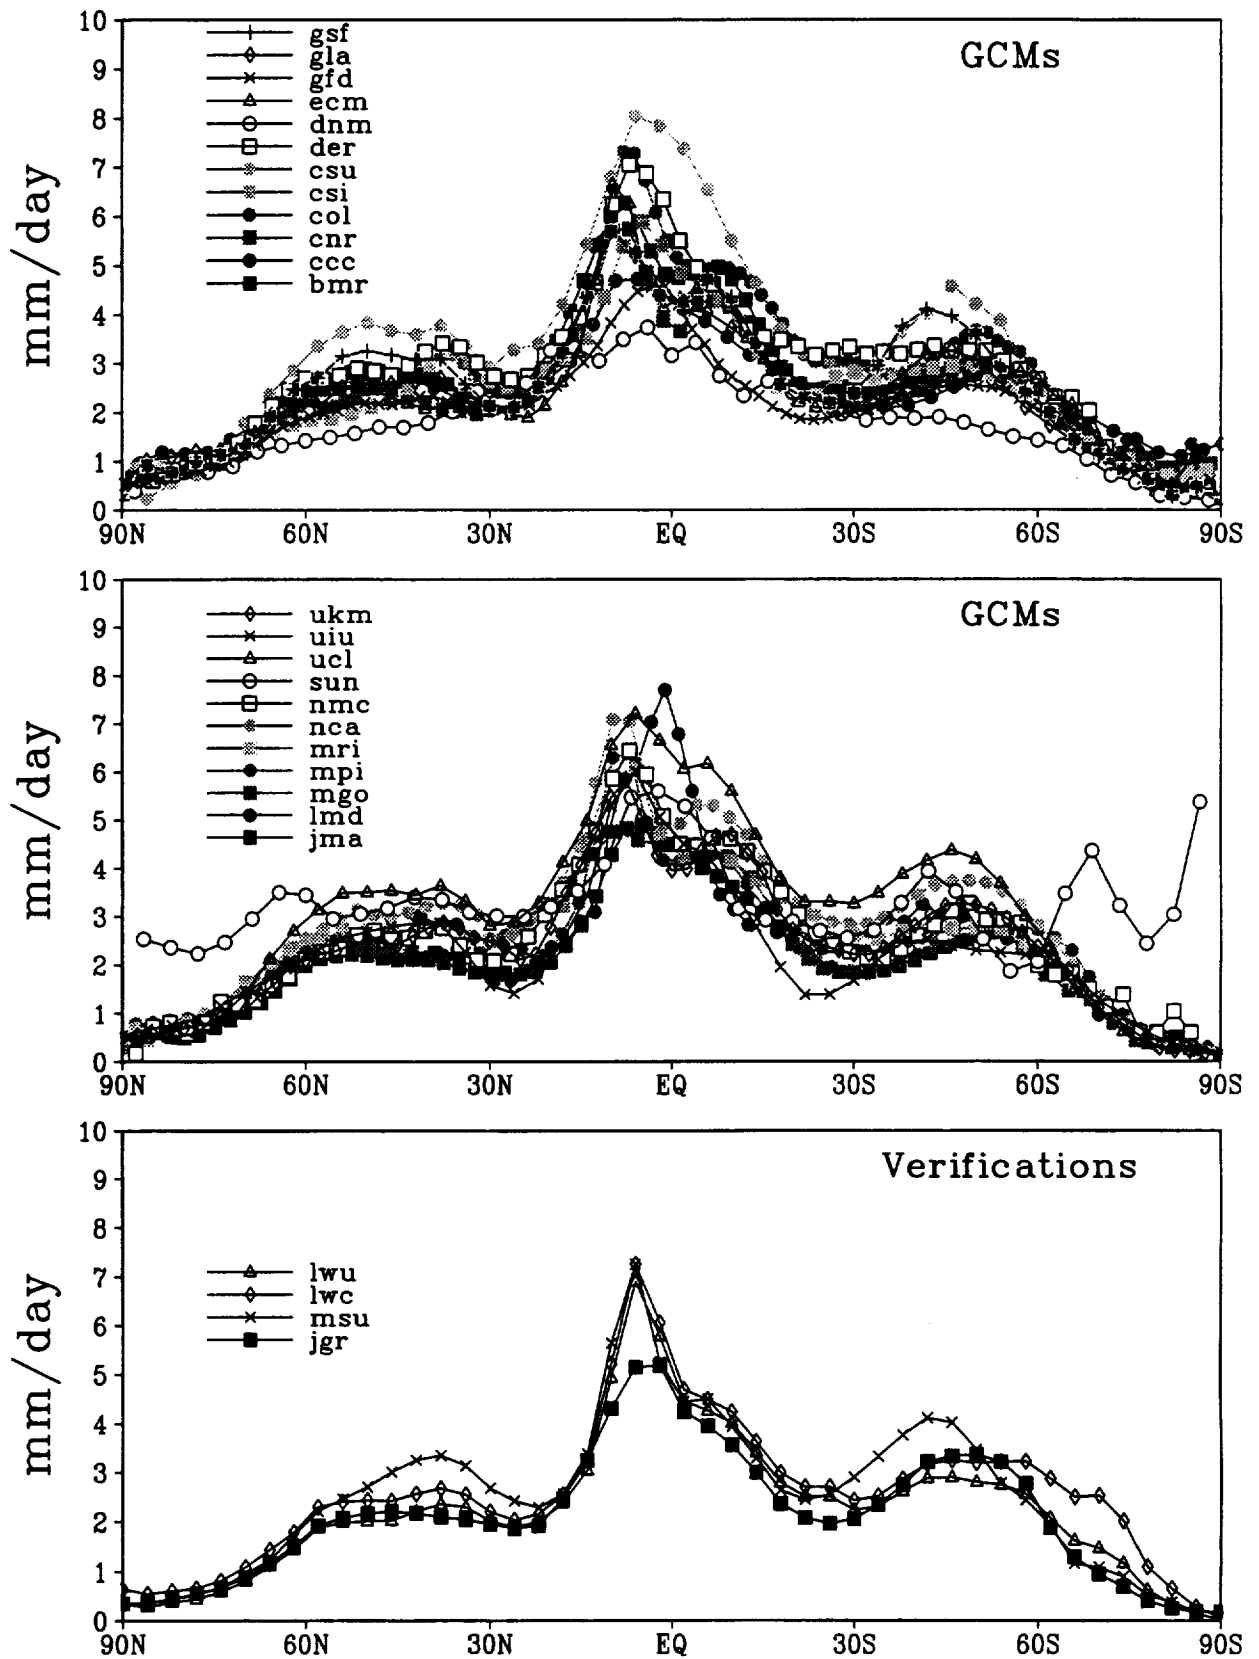 10
GCMs
gsf
gla
gfd
ecm
dnm
der
csu
csi
col
cnr
ccc
bmr
9
8
7
6
5
4
3
2
1
0
mm/day
90N 60N 30N EQ 30S 60S 90S
10
GCMs
ukm
uiu
ucl
sun
nmc
nca
mri
mpi
mgo
lmd
jma
9
8
7
6
5
4
3
2
1
0
mm/day
90N 60N 30N EQ 30S 60S 90S
10
Verifications
lwu
lwc
msu
jgr
9
8
7
6
5
4
3
2
1
0
mm/day
90N 60N 30N EQ 30S 60S 90S